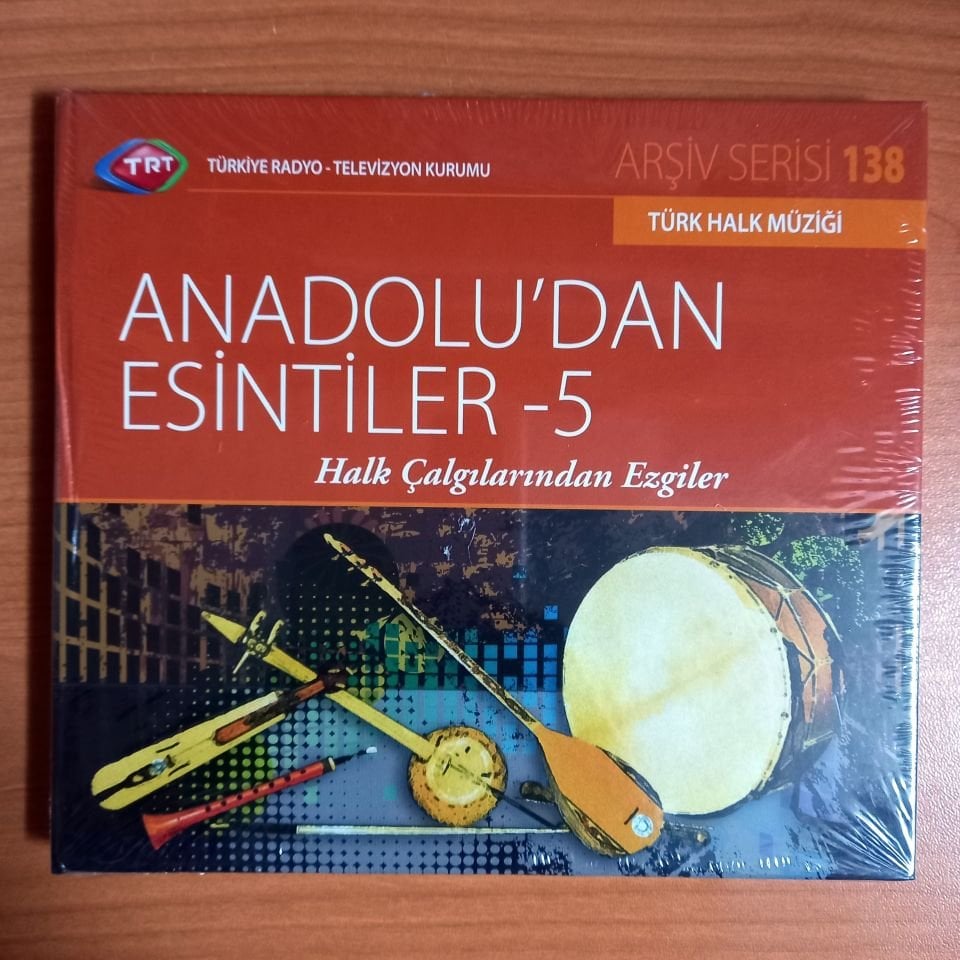 TRT
TÜRKİYE RADYO - TELEVİZYON KURUMU
ARŞİV SERİSİ 138
TÜRK HALK MÜZİĞİ
ANADOLU'DAN
ESİNTİLER -5
Halk Çalgılarından Ezgiler